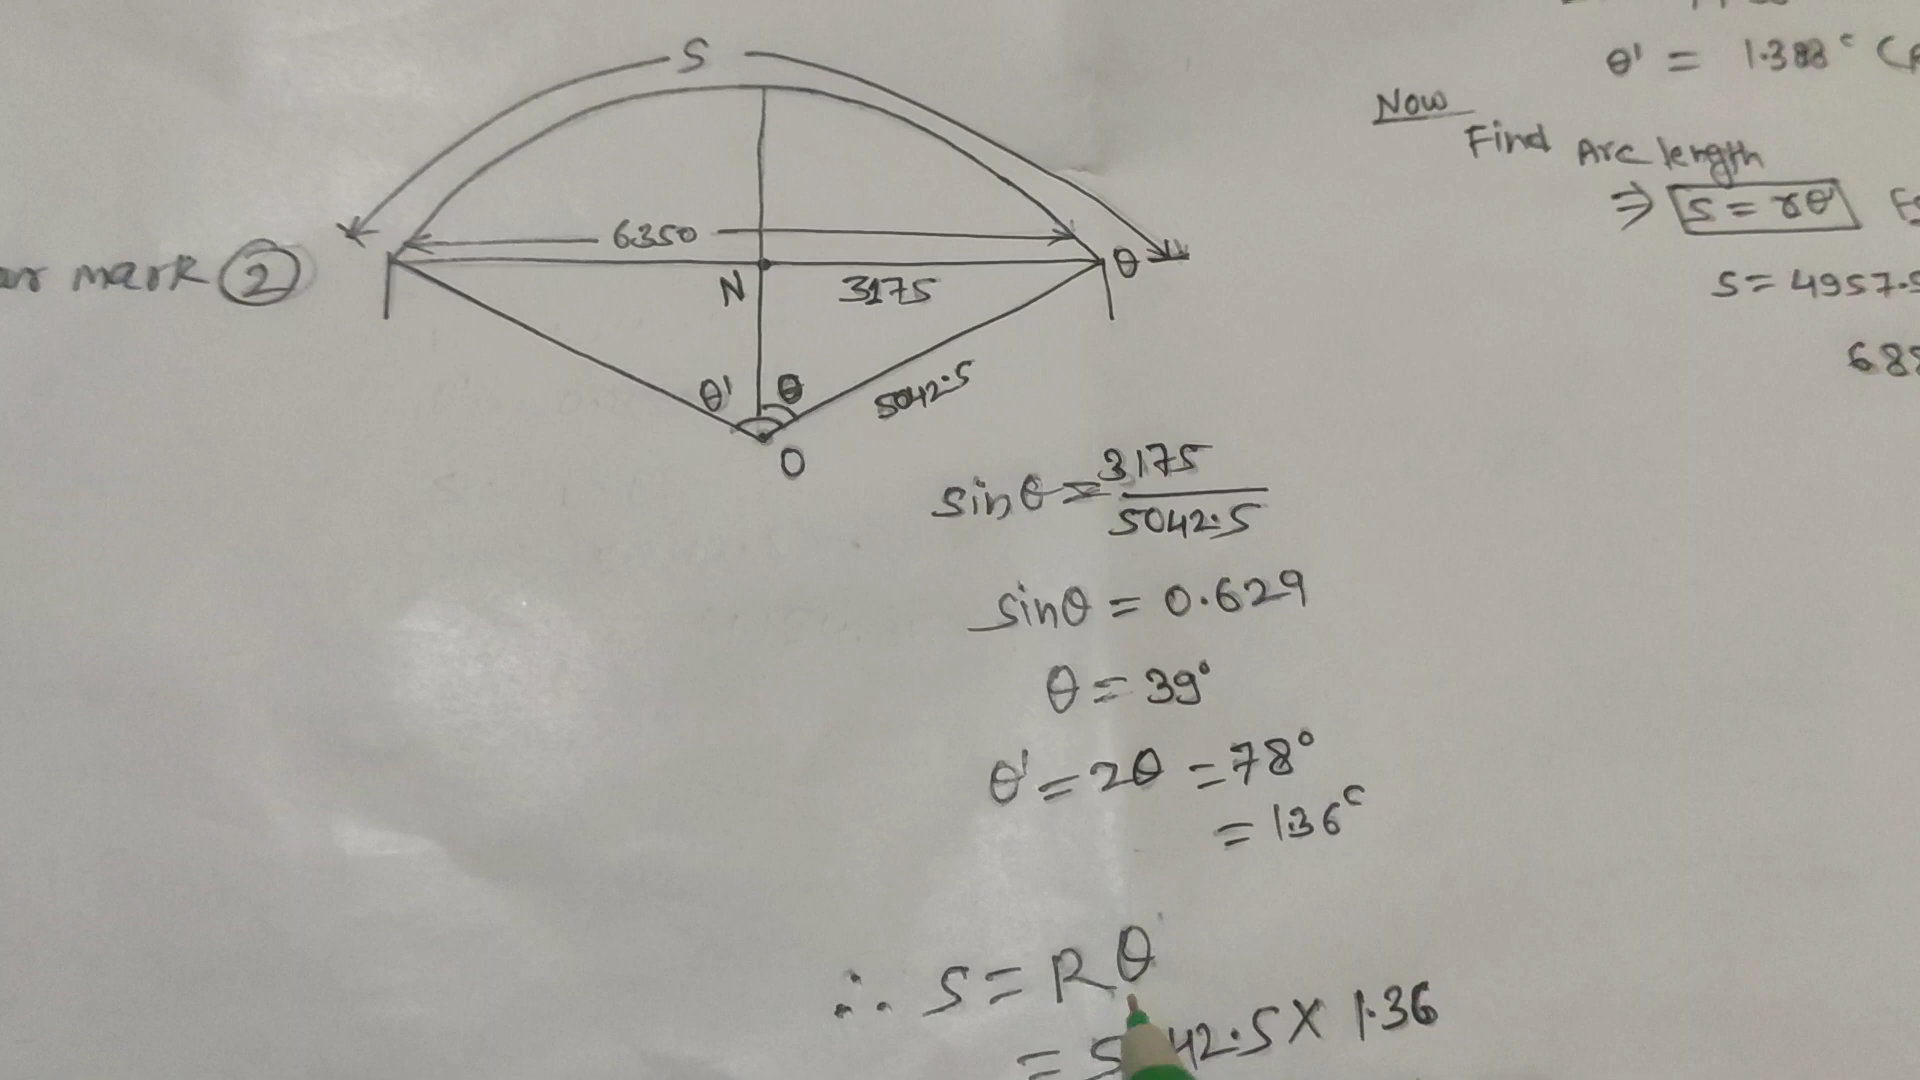 S
6350
N
3175
θ
mark 2
θ'
θ
5042.5
O
sinθ = 3175
5042.5
sinθ = 0.629
θ = 39°
θ' = 2θ = 78°
= 1.36ᶜ
∴ S = Rθ
42.5 X 1.36
θ' = 1.388ᶜ
Now
Find Arc length
⇒ S = rθ'
S = 4957.